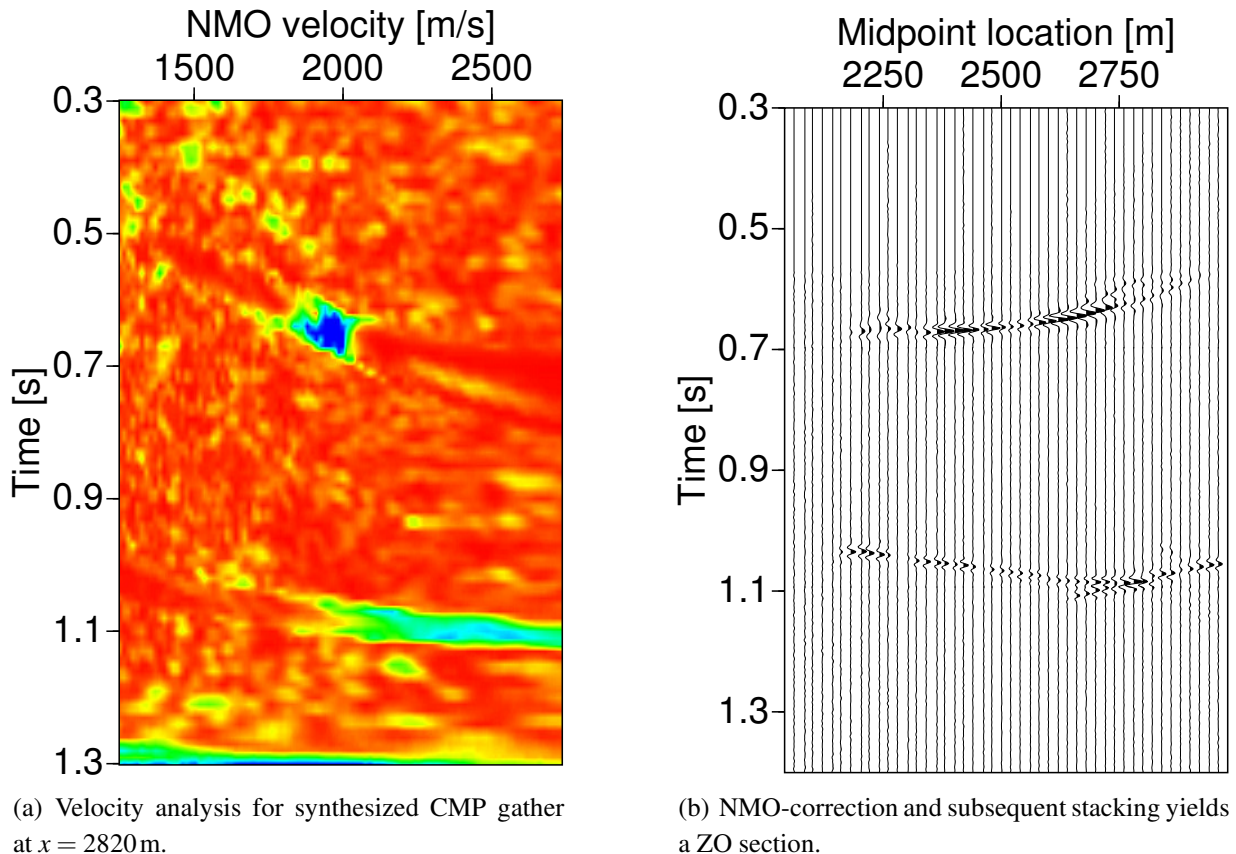 NMO velocity [m/s]
1500 2000 2500
0.3
0.5
0.7
0.9
1.1
1.3
Time [s]
(a) Velocity analysis for synthesized CMP gather
at x = 2820 m.
Midpoint location [m]
2250 2500 2750
0.3
0.5
0.7
0.9
1.1
1.3
Time [s]
(b) NMO-correction and subsequent stacking yields
a ZO section.